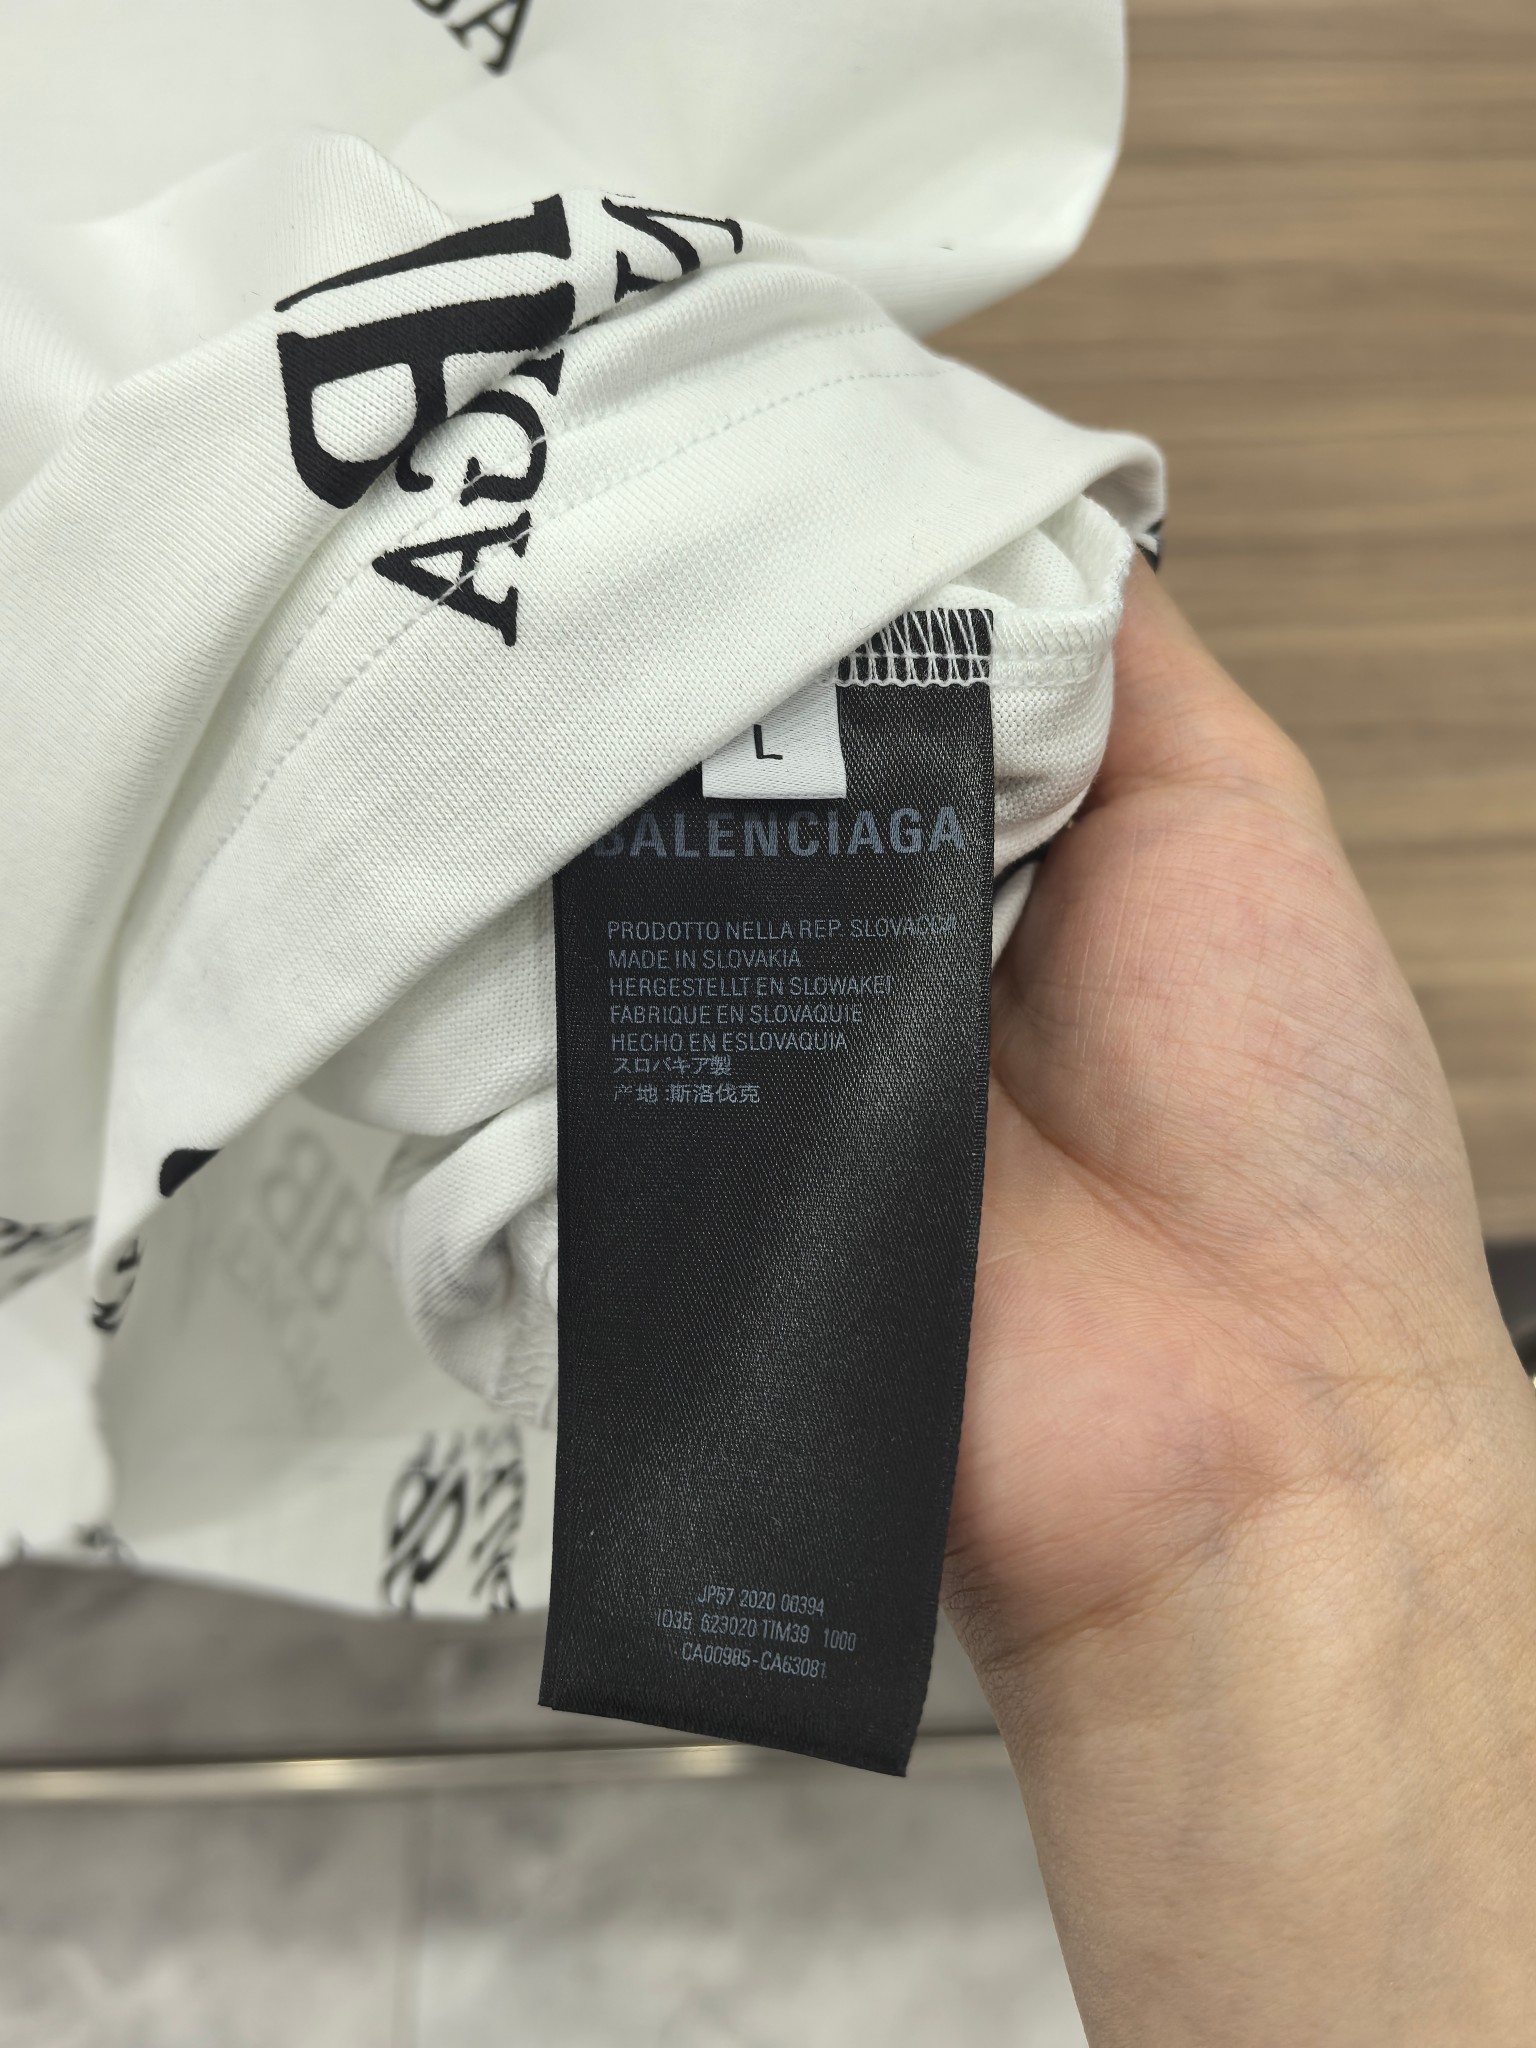 GA
B
AGA
L
BALENCIAGA
PRODOTTO NELLA REP. SLOVACCA
MADE IN SLOVAKIA
HERGESTELLT EN SLOWAKEI
FABRIQUE EN SLOVAQUIE
HECHO EN ESLOVAQUIA
スロバキア製
产地:斯洛伐克
JP57 2020 00394
1035 623020 TIM39 1000
CA00985-CA63081